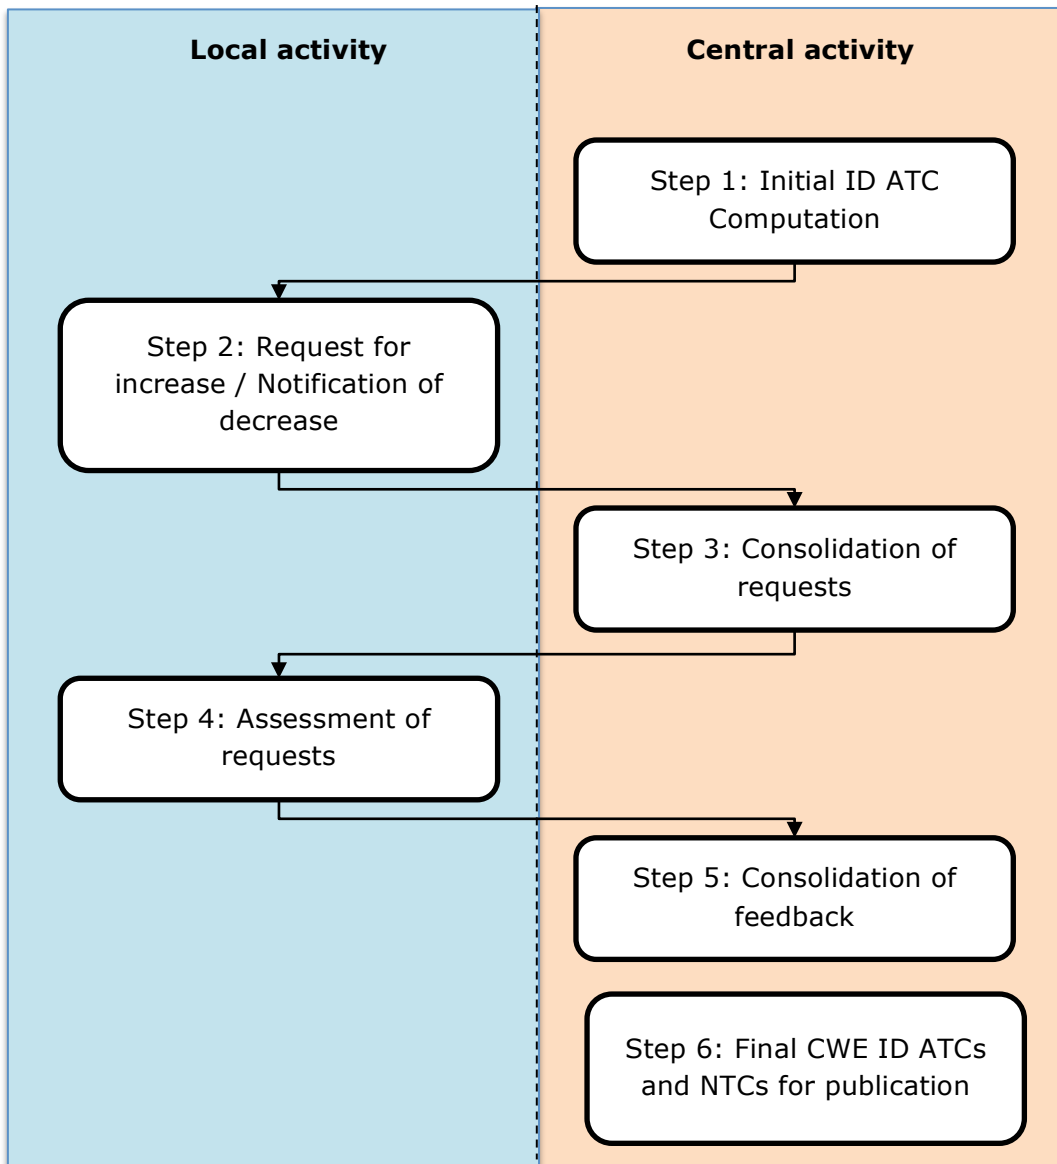 Local activity
Central activity
Step 1: Initial ID ATC
Computation
Step 2: Request for
increase / Notification of
decrease
Step 3: Consolidation of
requests
Step 4: Assessment of
requests
Step 5: Consolidation of
feedback
Step 6: Final CWE ID ATCs
and NTCs for publication